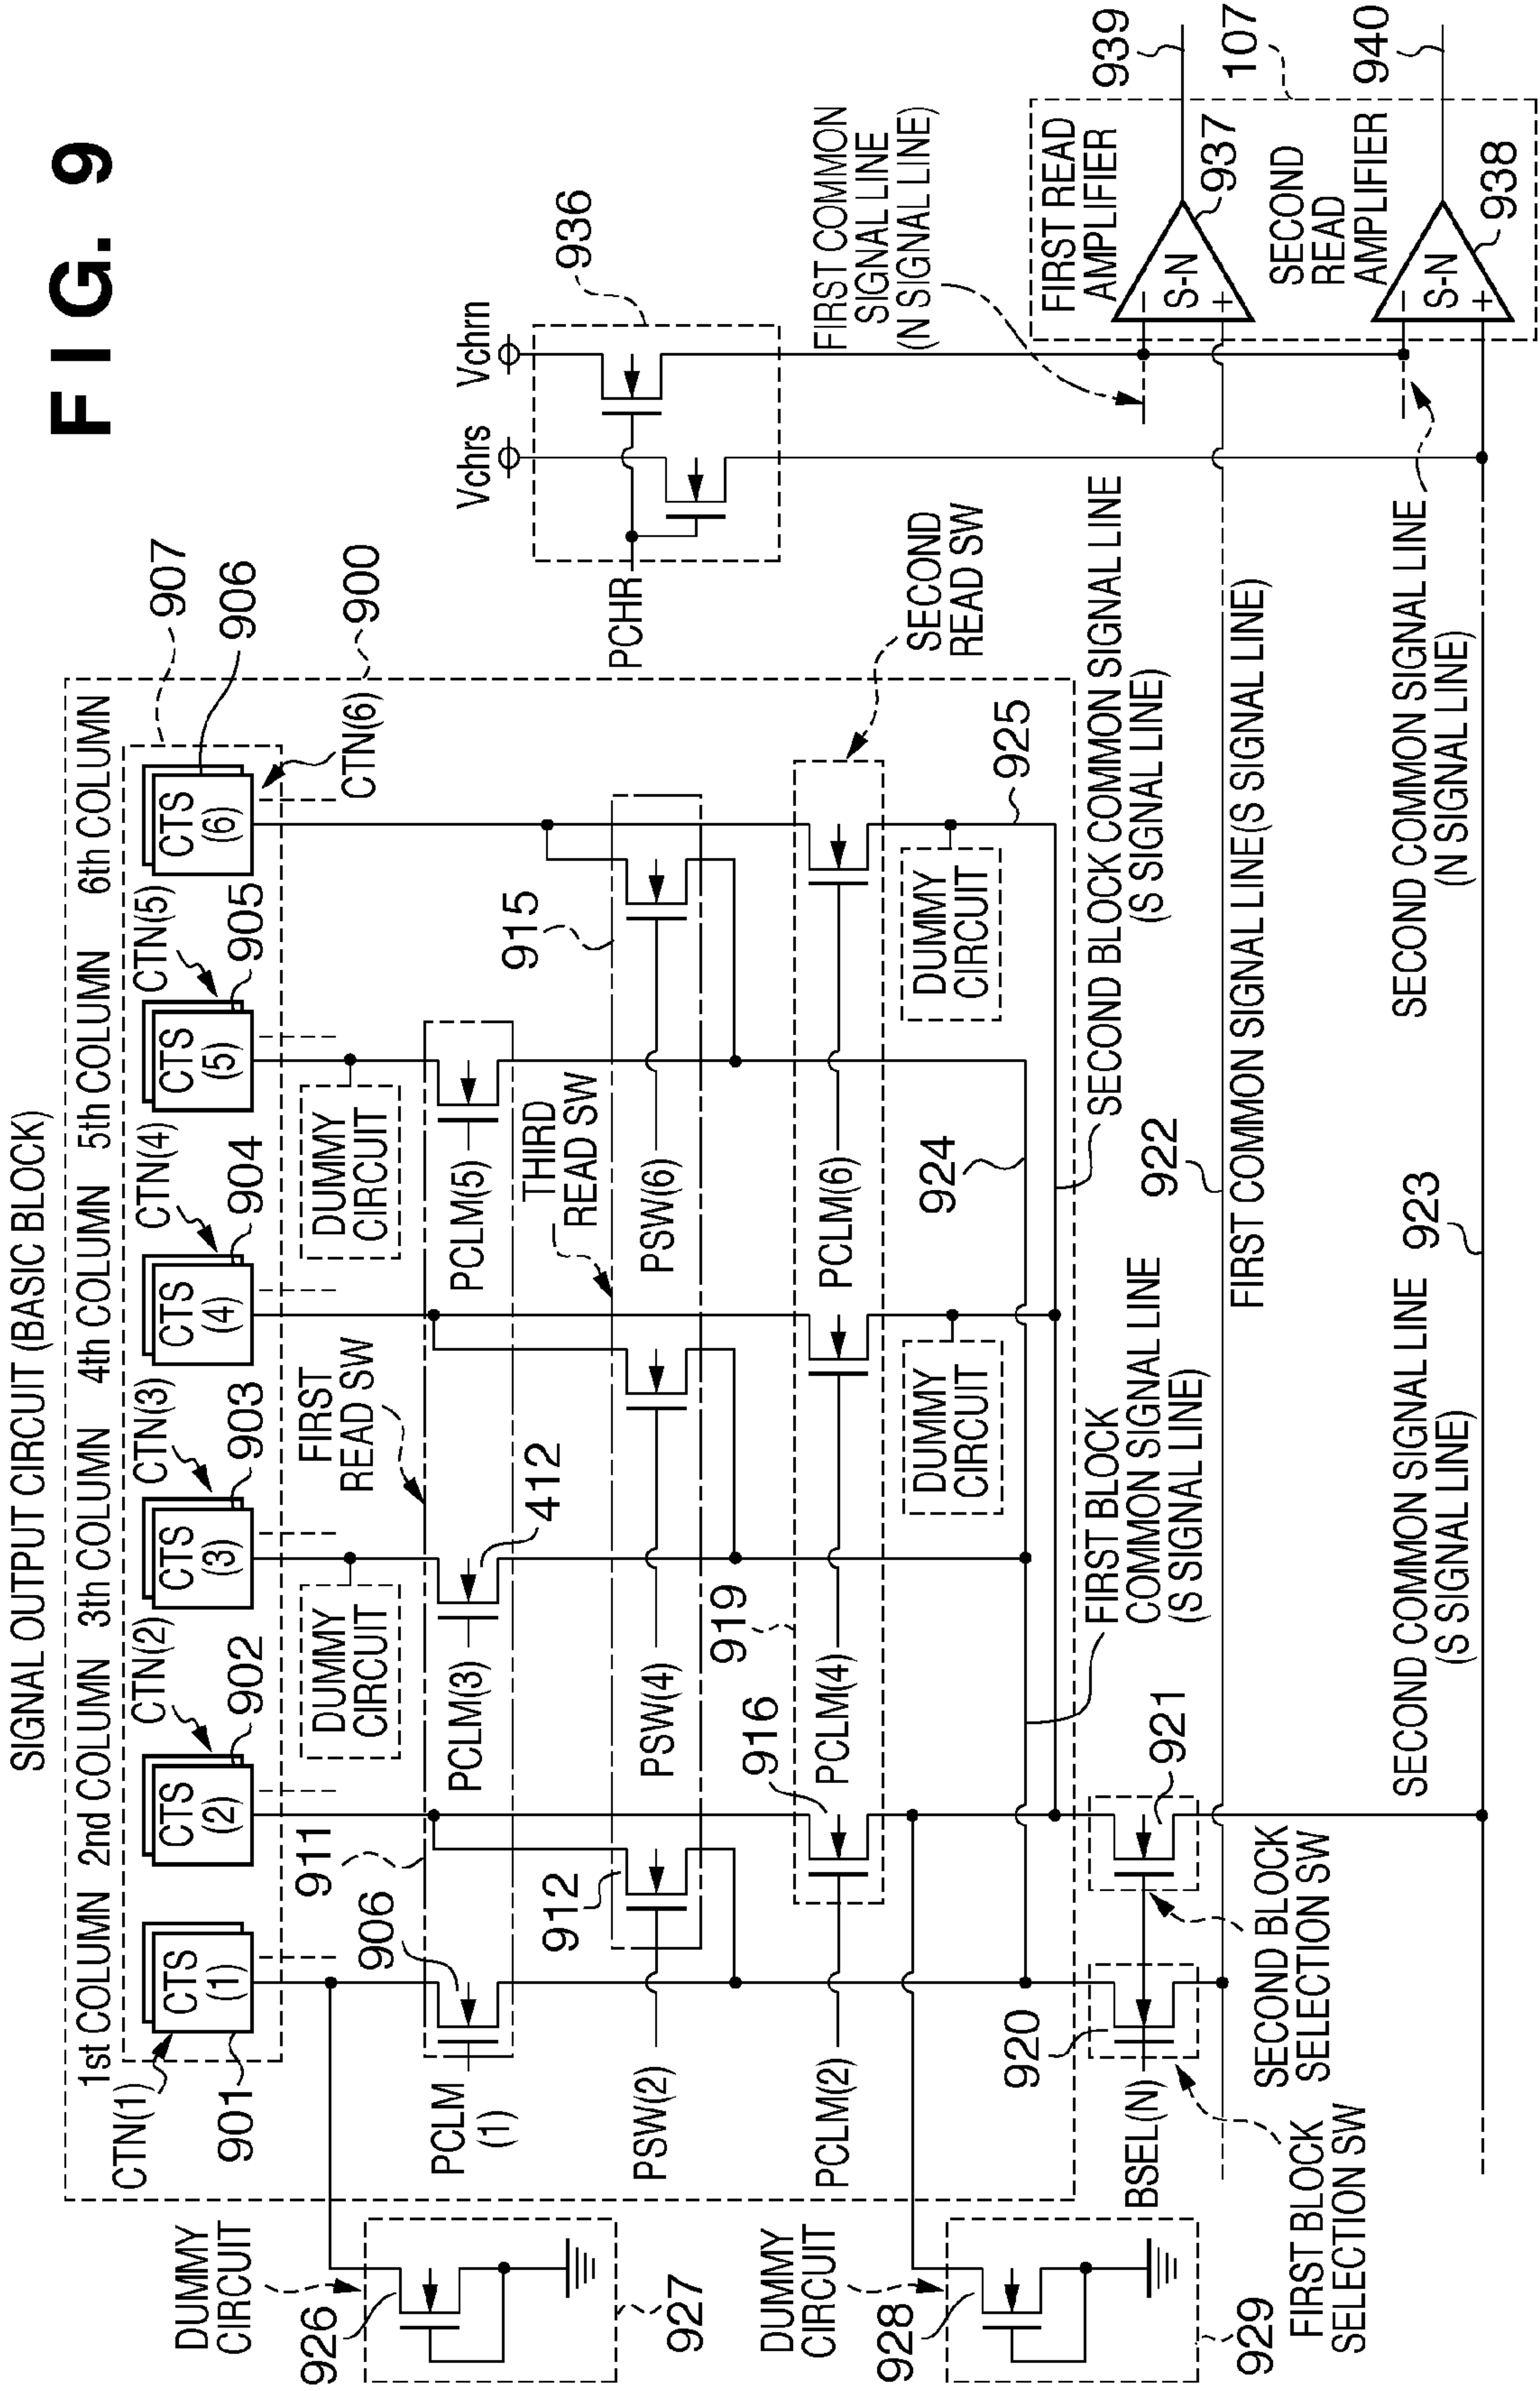 F I G. 9
SIGNAL OUTPUT CIRCUIT (BASIC BLOCK)
1st COLUMN
2nd COLUMN
3th COLUMN
4th COLUMN
5th COLUMN
6th COLUMN
907
906
900
CTN(1)
CTN(2)
CTN(3)
CTN(4)
CTN(5)
CTN(6)
CTS
(1)
CTS
(2)
CTS
(3)
CTS
(4)
CTS
(5)
CTS
(6)
901
902
903
904
905
911
FIRST
READ SW
DUMMY
CIRCUIT
DUMMY
CIRCUIT
906
412
PCLM
(1)
PCLM(3)
PCLM(5)
THIRD
READ SW
915
912
PSW(2)
PSW(4)
PSW(6)
919
916
PCLM(2)
PCLM(4)
PCLM(6)
SECOND
READ SW
DUMMY
CIRCUIT
DUMMY
CIRCUIT
924
925
DUMMY
CIRCUIT
926
927
DUMMY
CIRCUIT
928
929
920
921
BSEL(N)
FIRST BLOCK
SELECTION SW
SECOND BLOCK
SELECTION SW
FIRST BLOCK
COMMON SIGNAL LINE
(S SIGNAL LINE)
SECOND BLOCK COMMON SIGNAL LINE
(S SIGNAL LINE)
922
FIRST COMMON SIGNAL LINE(S SIGNAL LINE)
923
SECOND COMMON SIGNAL LINE
(S SIGNAL LINE)
SECOND COMMON SIGNAL LINE
(N SIGNAL LINE)
Vchrs
Vchrn
936
PCHR
FIRST COMMON
SIGNAL LINE
(N SIGNAL LINE)
FIRST READ
AMPLIFIER
− S-N +
937
939
107
SECOND
READ
AMPLIFIER
− S-N +
938
940